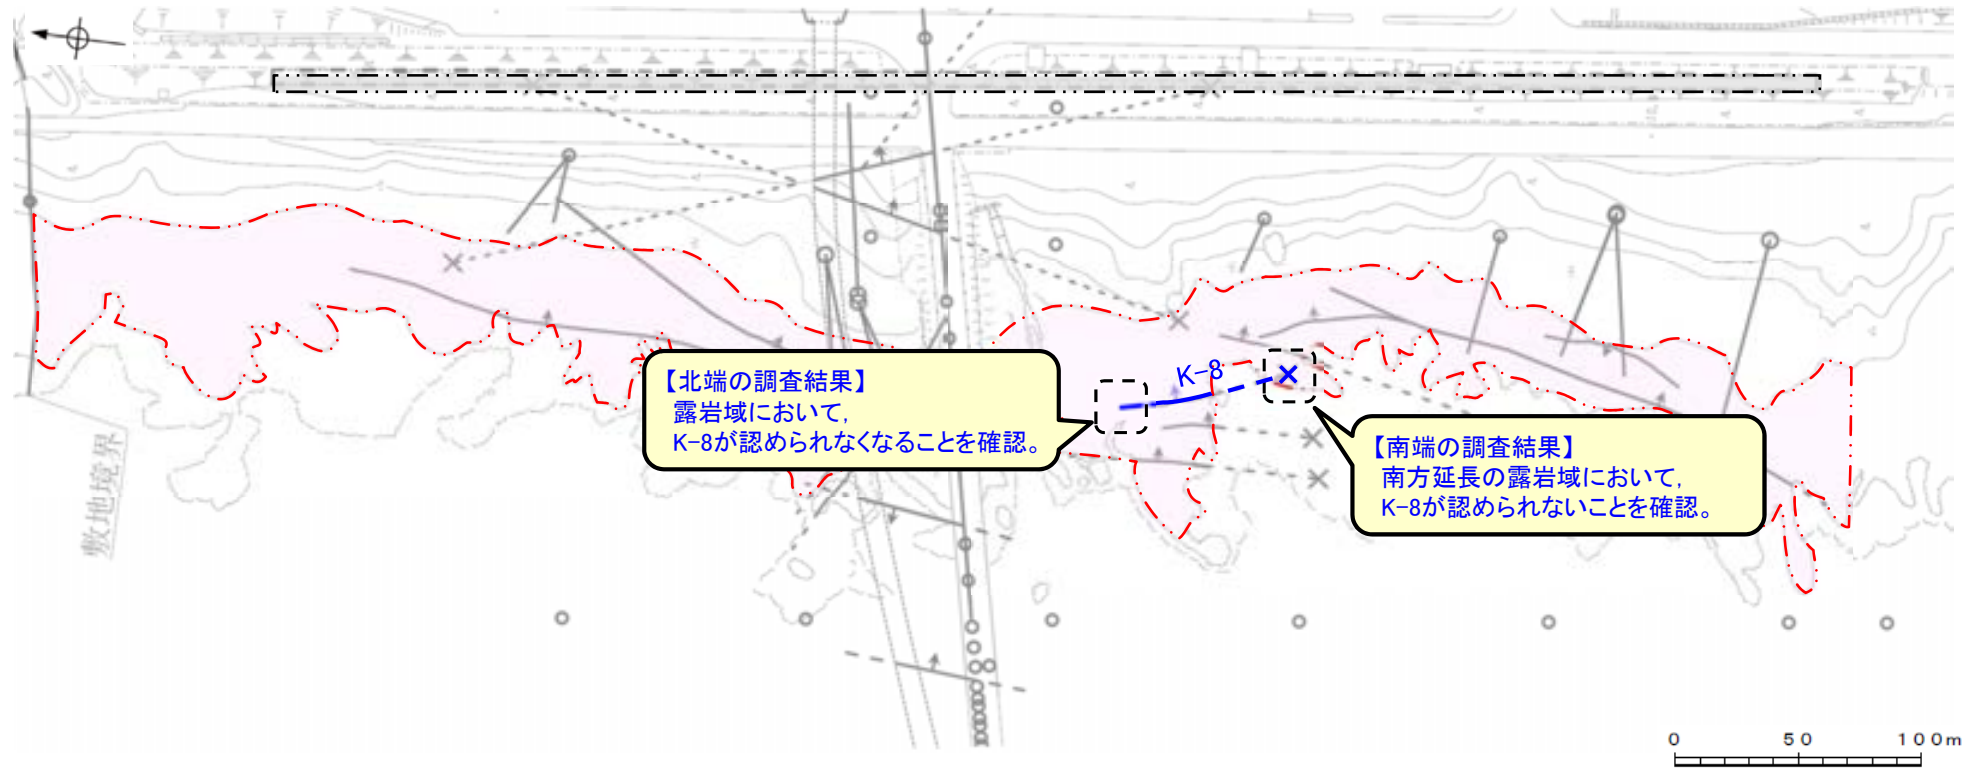 K-8
【北端の調査結果】
露岩域において，
K-8が認められなくなることを確認。
【南端の調査結果】
南方延長の露岩域において，
K-8が認められないことを確認。
敷地境界
0 50 100m